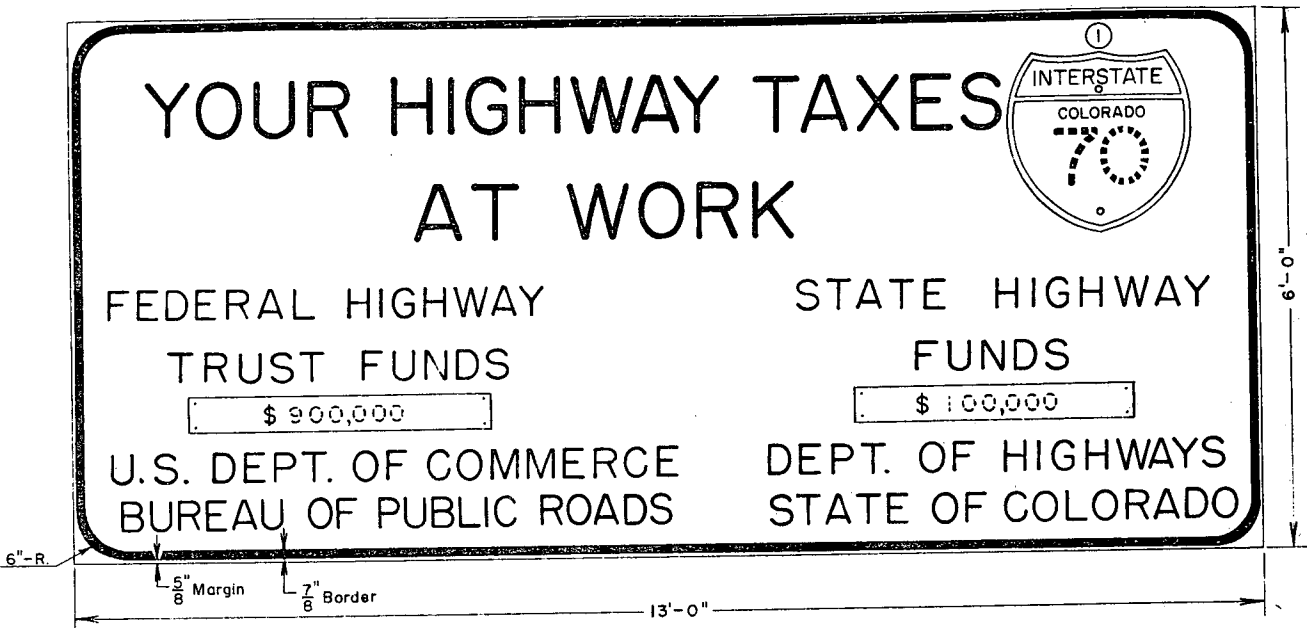 ①
YOUR HIGHWAY TAXES
AT WORK
INTERSTATE
COLORADO
70
FEDERAL HIGHWAY
TRUST FUNDS
$ 900,000
U.S. DEPT. OF COMMERCE
BUREAU OF PUBLIC ROADS
STATE HIGHWAY
FUNDS
$ 100,000
DEPT. OF HIGHWAYS
STATE OF COLORADO
6'-0"
6"-R.
5/8" Margin
7/8" Border
13'-0"